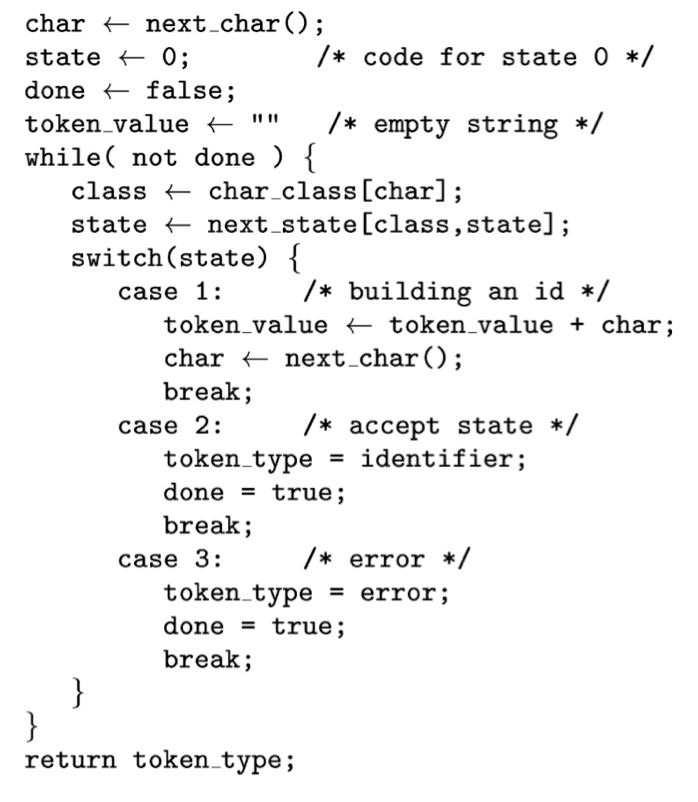 char ← next_char();
state ← 0; /* code for state 0 */
done ← false;
token_value ← "" /* empty string */
while( not done ) {
class ← char_class[char];
state ← next_state[class,state];
switch(state) {
case 1: /* building an id */
token_value ← token_value + char;
char ← next_char();
break;
case 2: /* accept state */
token_type = identifier;
done = true;
break;
case 3: /* error */
token_type = error;
done = true;
break;
}
}
return token_type;